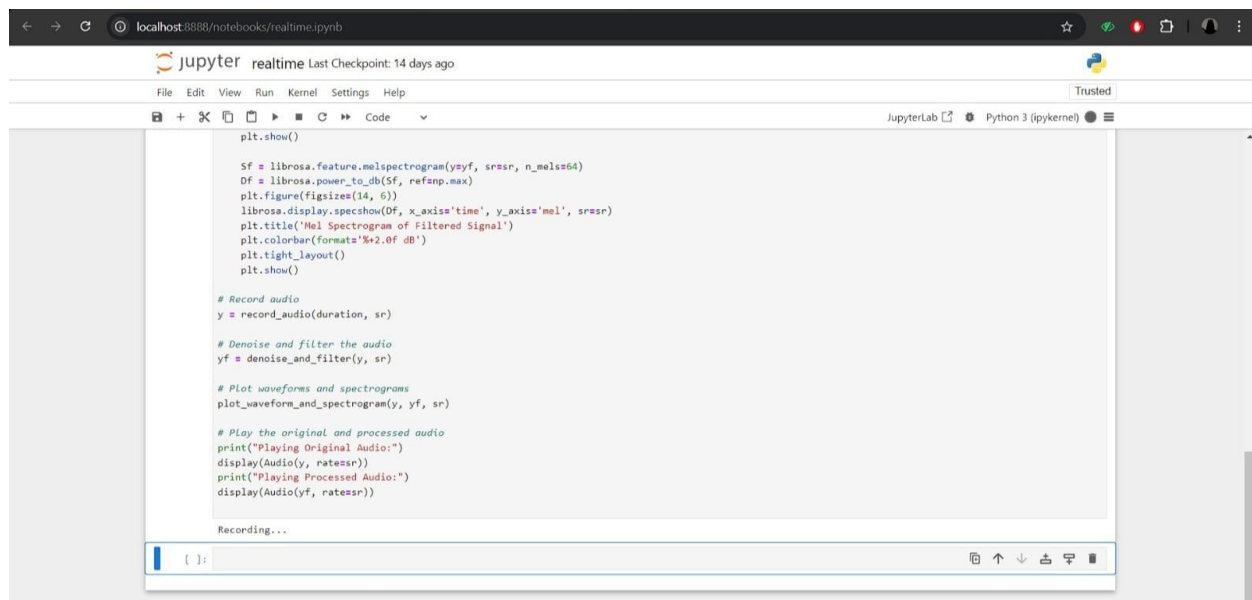 localhost:8888/notebooks/realtime.ipynb
jupyter realtime Last Checkpoint: 14 days ago
File Edit View Run Kernel Settings Help
Trusted
Code
JupyterLab
Python 3 (ipykernel)
plt.show()
Sf = librosa.feature.melspectrogram(y=yf, sr=sr, n_mels=64)
Df = librosa.power_to_db(Sf, ref=np.max)
plt.figure(figsize=(14, 6))
librosa.display.specshow(Df, x_axis='time', y_axis='mel', sr=sr)
plt.title('Mel Spectrogram of Filtered Signal')
plt.colorbar(format='%+2.0f dB')
plt.tight_layout()
plt.show()
# Record audio
y = record_audio(duration, sr)
# Denoise and filter the audio
yf = denoise_and_filter(y, sr)
# Plot waveforms and spectrograms
plot_waveform_and_spectrogram(y, yf, sr)
# Play the original and processed audio
print("Playing Original Audio:")
display(Audio(y, rate=sr))
print("Playing Processed Audio:")
display(Audio(yf, rate=sr))
Recording...
[ ]: